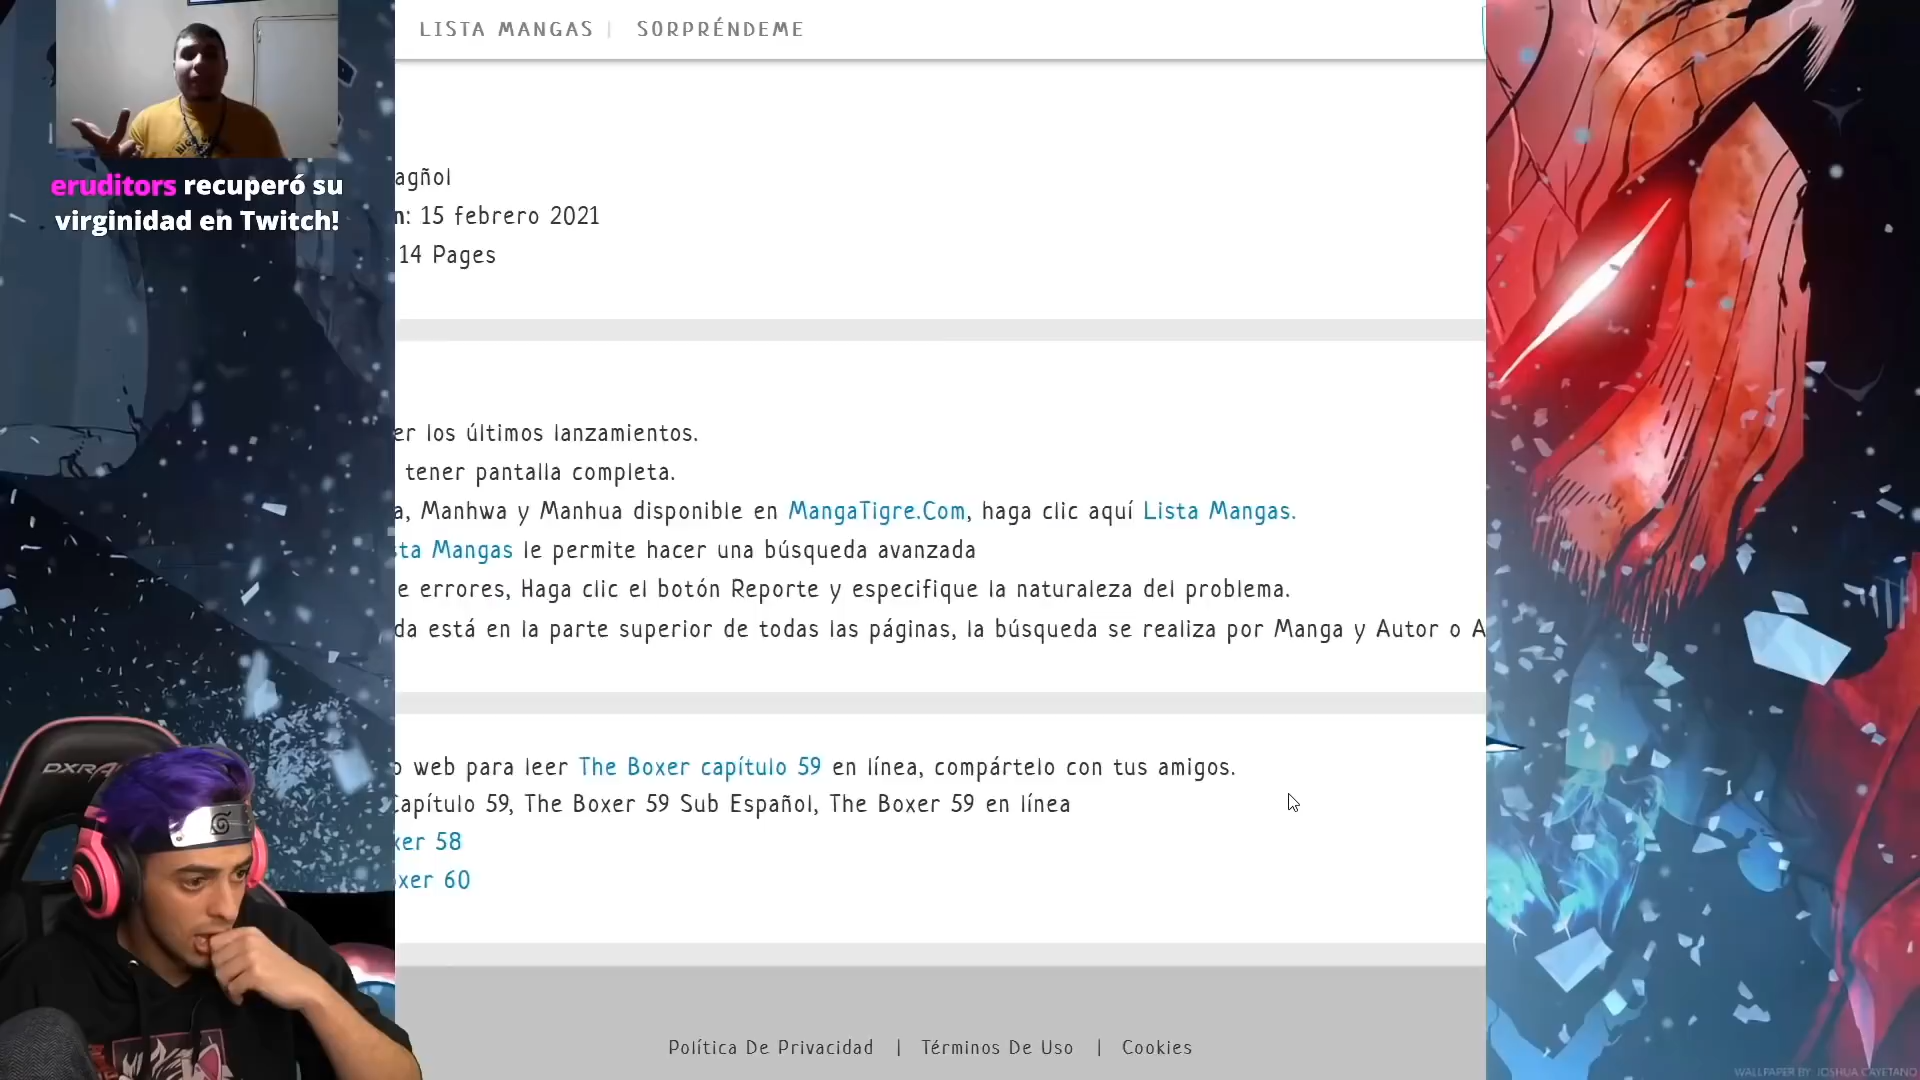 LISTA MANGAS | SORPRÉNDEME
eruditors recuperó su
virginidad en Twitch!
agñol
n: 15 febrero 2021
14 Pages
er los últimos lanzamientos.
tener pantalla completa.
a, Manhwa y Manhua disponible en MangaTigre.Com, haga clic aquí Lista Mangas.
sta Mangas le permite hacer una búsqueda avanzada
e errores, Haga clic el botón Reporte y especifique la naturaleza del problema.
da está en la parte superior de todas las páginas, la búsqueda se realiza por Manga y Autor o A
o web para leer The Boxer capítulo 59 en línea, compártelo con tus amigos.
Capítulo 59, The Boxer 59 Sub Español, The Boxer 59 en línea
xer 58
oxer 60
DXRA
Política De Privacidad | Términos De Uso | Cookies
WALLPAPER BY: JOSHUA CAYETANO